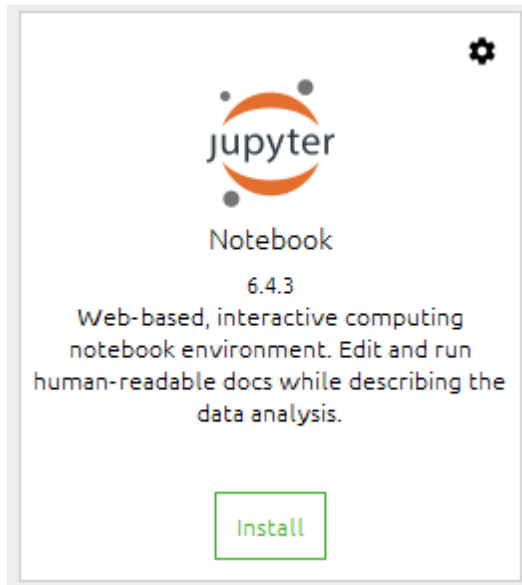 jupyter
Notebook
6.4.3
Web-based, interactive computing
notebook environment. Edit and run
human-readable docs while describing the
data analysis.
Install